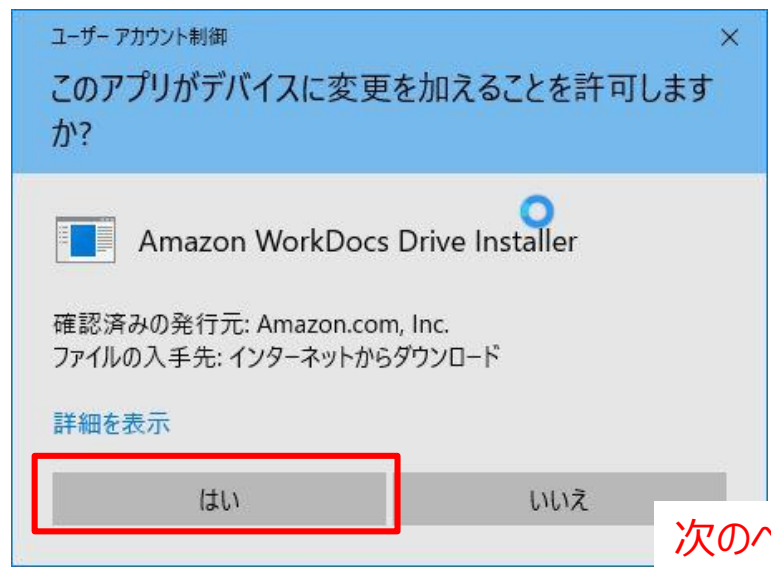 ユーザー アカウント制御
このアプリがデバイスに変更を加えることを許可します
か?
Amazon WorkDocs Drive Installer
確認済みの発行元: Amazon.com, Inc.
ファイルの入手先: インターネットからダウンロード
詳細を表示
はい
いいえ
次のペ